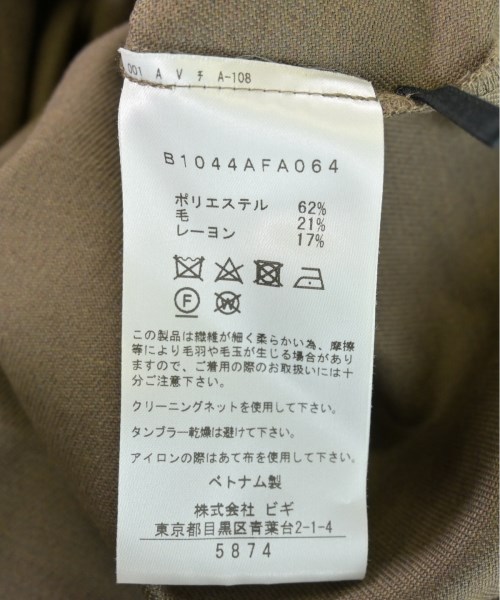 001 A V チ A-108
B1044AFA064
ポリエステル 62%
毛 21%
レーヨン 17%
F W
この製品は繊維が細く柔らかい為、摩擦
等により毛羽や毛玉が生じる場合があり
ますので、ご着用の際のお取扱いには十
分ご注意下さい。
クリーニングネットを使用して下さい。
タンブラー乾燥は避けて下さい。
アイロンの際はあて布を使用して下さい。
ベトナム製
株式会社 ビギ
東京都目黒区青葉台2-1-4
5874